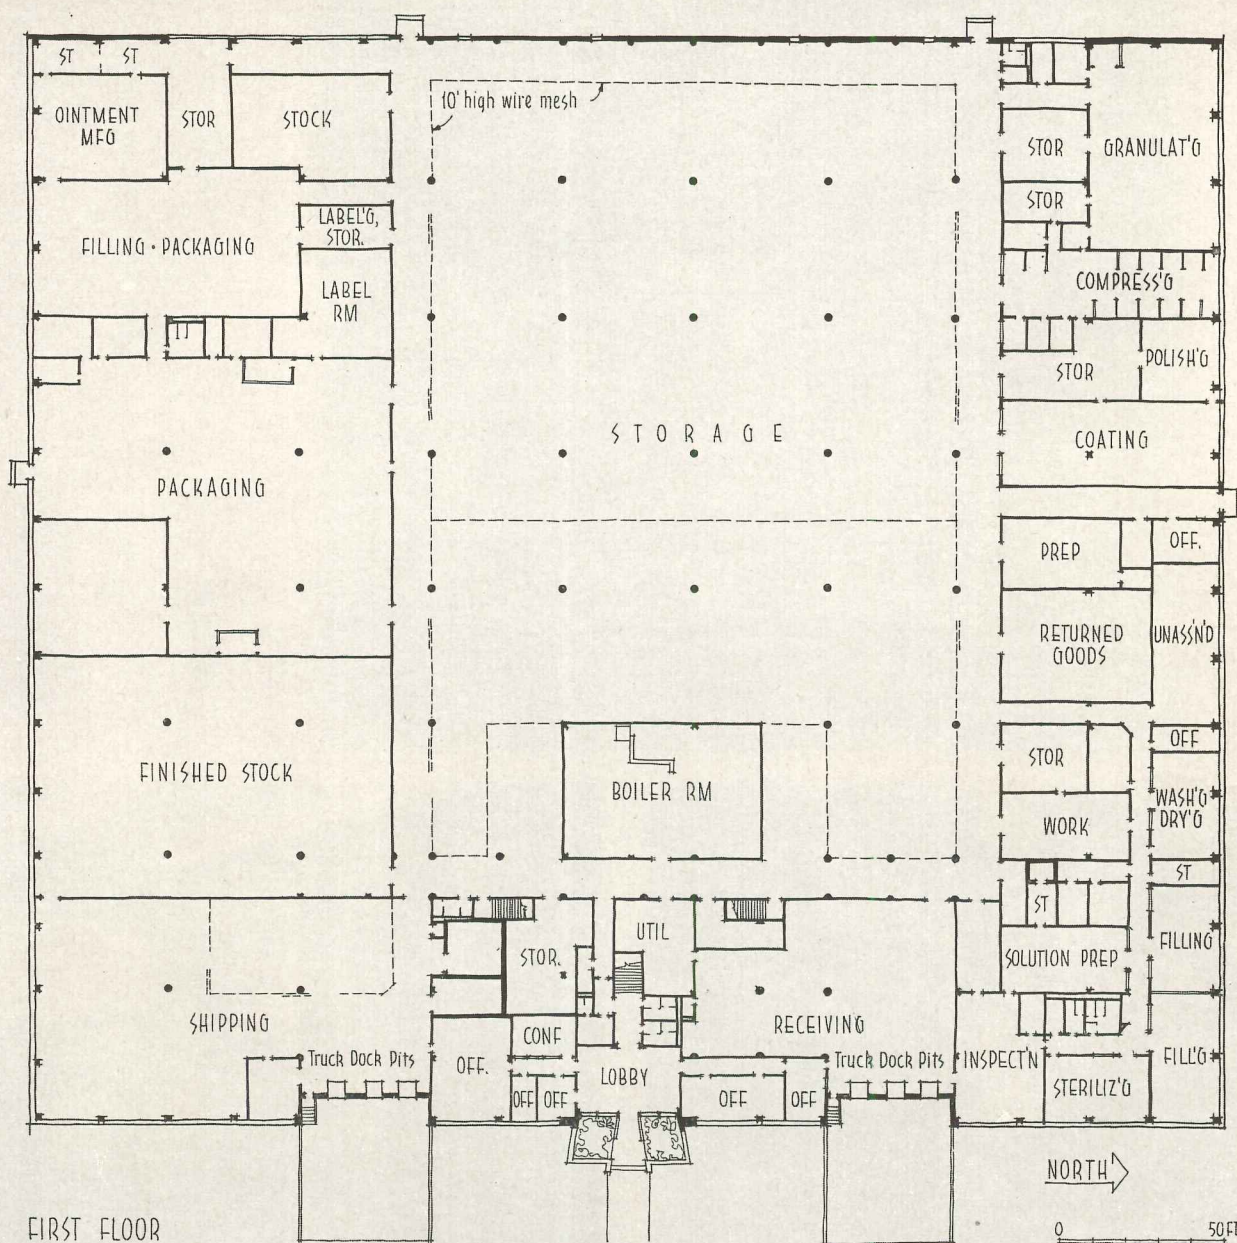 ST
ST
OINTMENT
MFG
STOR
STOCK
10' high wire mesh
STOR
GRANULAT'G
STOR
LABEL'G,
STOR.
FILLING · PACKAGING
LABEL
RM
COMPRESS'G
STOR
POLISH'G
STORAGE
COATING
PACKAGING
PREP
OFF.
RETURNED
GOODS
UNASS'N'D
FINISHED STOCK
BOILER RM
STOR
OFF
WORK
WASH'G
DRY'G
ST
ST
UTIL
STOR.
SOLUTION PREP
FILLING
SHIPPING
RECEIVING
CONF
Truck Dock Pits
OFF.
LOBBY
Truck Dock Pits
INSPECT'N
FILL'G
STERILIZ'G
OFF
OFF
OFF
OFF
NORTH
FIRST FLOOR
0 50FT